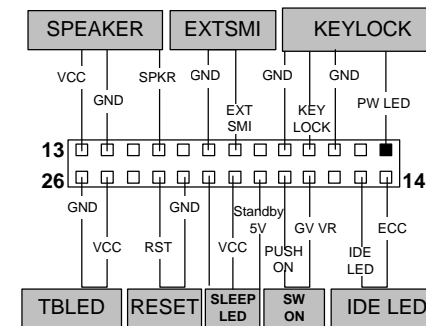 SPEAKER EXTSMI KEYLOCK
VCC SPKR GND GND GND
GND
EXT KEY PW LED
SMI LOCK
13
26 14
GND GND Standby
5V GV VR ECC
VCC RST VCC PUSH IDE
ON LED
TBLED RESET SLEEP SW IDE LED
LED ON